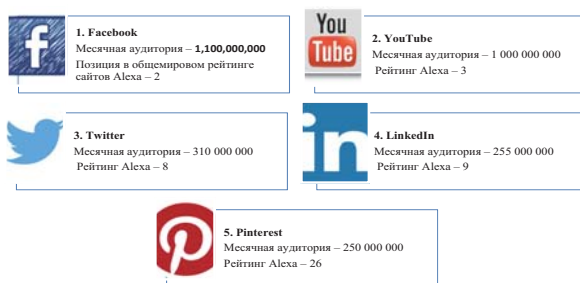 1. Facebook
Месячная аудитория – 1,100,000,000
Позиция в общемировом рейтинге
сайтов Alexa – 2
You
Tube
2. YouTube
Месячная аудитория – 1 000 000 000
Рейтинг Alexa – 3
3. Twitter
Месячная аудитория – 310 000 000
Рейтинг Alexa – 8
in
4. LinkedIn
Месячная аудитория – 255 000 000
Рейтинг Alexa – 9
5. Pinterest
Месячная аудитория – 250 000 000
Рейтинг Alexa – 26